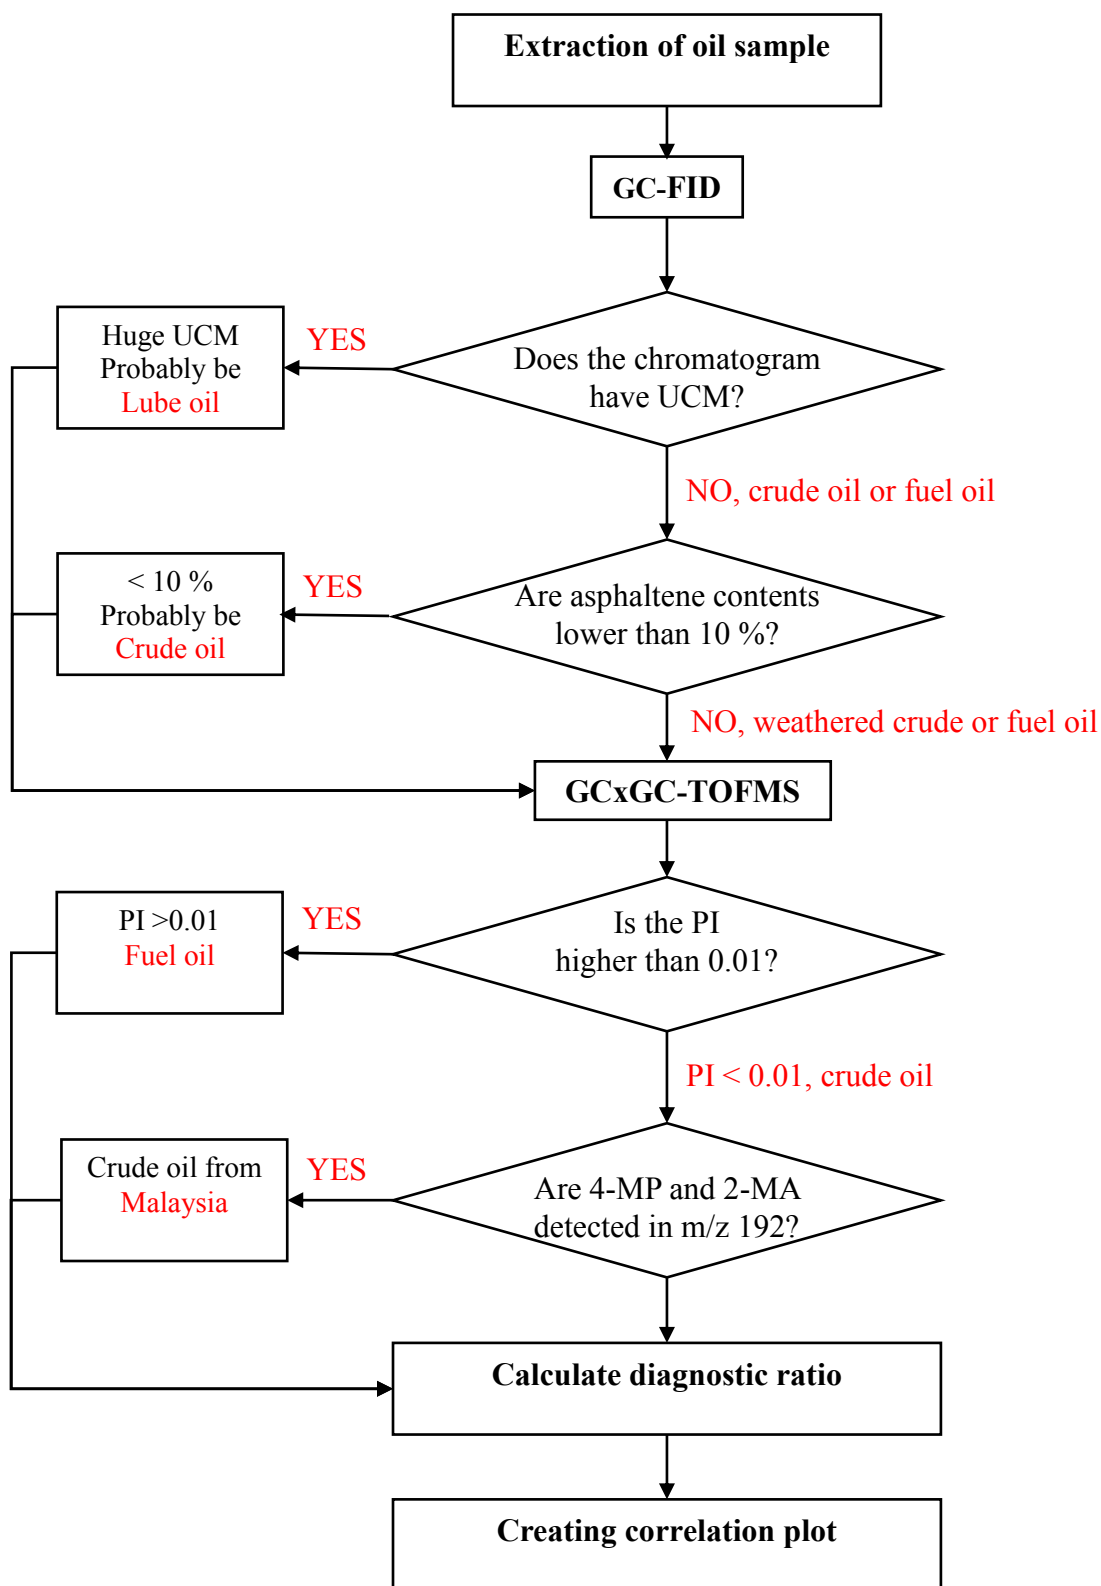 Extraction of oil sample
GC-FID
Huge UCM
Probably be
Lube oil
YES
Does the chromatogram
have UCM?
NO, crude oil or fuel oil
< 10 %
Probably be
Crude oil
YES
Are asphaltene contents
lower than 10 %?
NO, weathered crude or fuel oil
GCxGC-TOFMS
PI >0.01
Fuel oil
YES
Is the PI
higher than 0.01?
PI < 0.01, crude oil
Crude oil from
Malaysia
YES
Are 4-MP and 2-MA
detected in m/z 192?
Calculate diagnostic ratio
Creating correlation plot